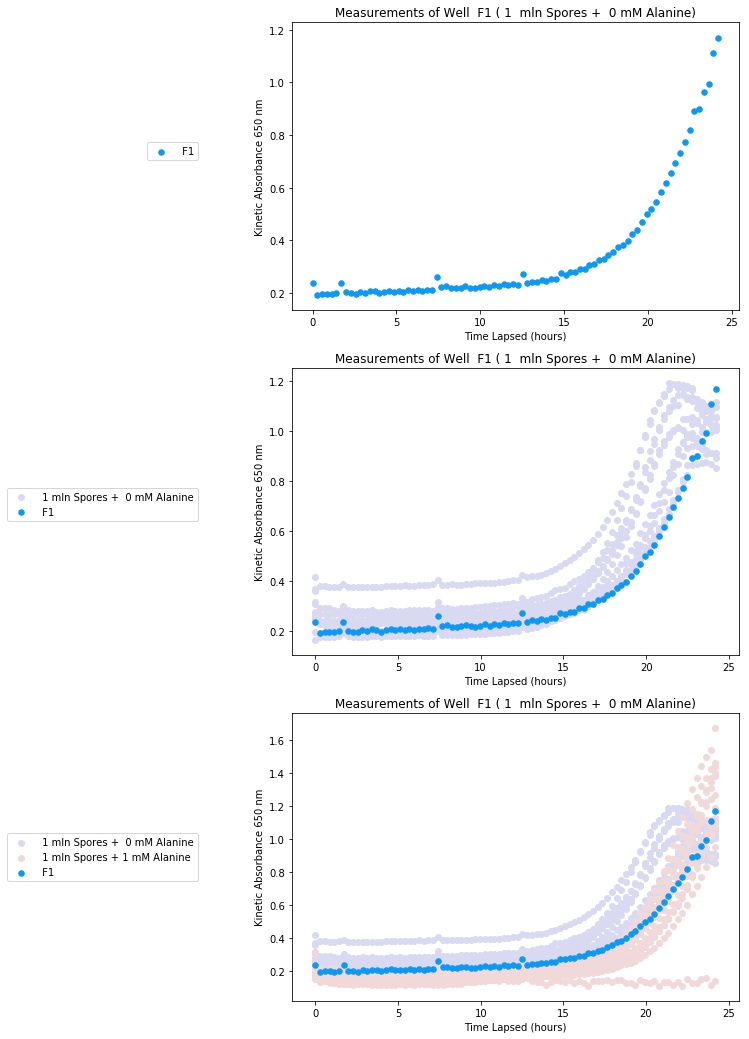 Measurements of Well  F1 ( 1  mln Spores +  0 mM Alanine)
1.2
1.0
0.8
0.6
0.4
0.2
Kinetic Absorbance 650 nm
F1
0 5 10 15 20 25
Time Lapsed (hours)
Measurements of Well  F1 ( 1  mln Spores +  0 mM Alanine)
1.2
1.0
0.8
0.6
0.4
0.2
Kinetic Absorbance 650 nm
1 mln Spores +  0 mM Alanine
F1
0 5 10 15 20 25
Time Lapsed (hours)
Measurements of Well  F1 ( 1  mln Spores +  0 mM Alanine)
1.6
1.4
1.2
1.0
0.8
0.6
0.4
0.2
Kinetic Absorbance 650 nm
1 mln Spores +  0 mM Alanine
1 mln Spores + 1 mM Alanine
F1
0 5 10 15 20 25
Time Lapsed (hours)